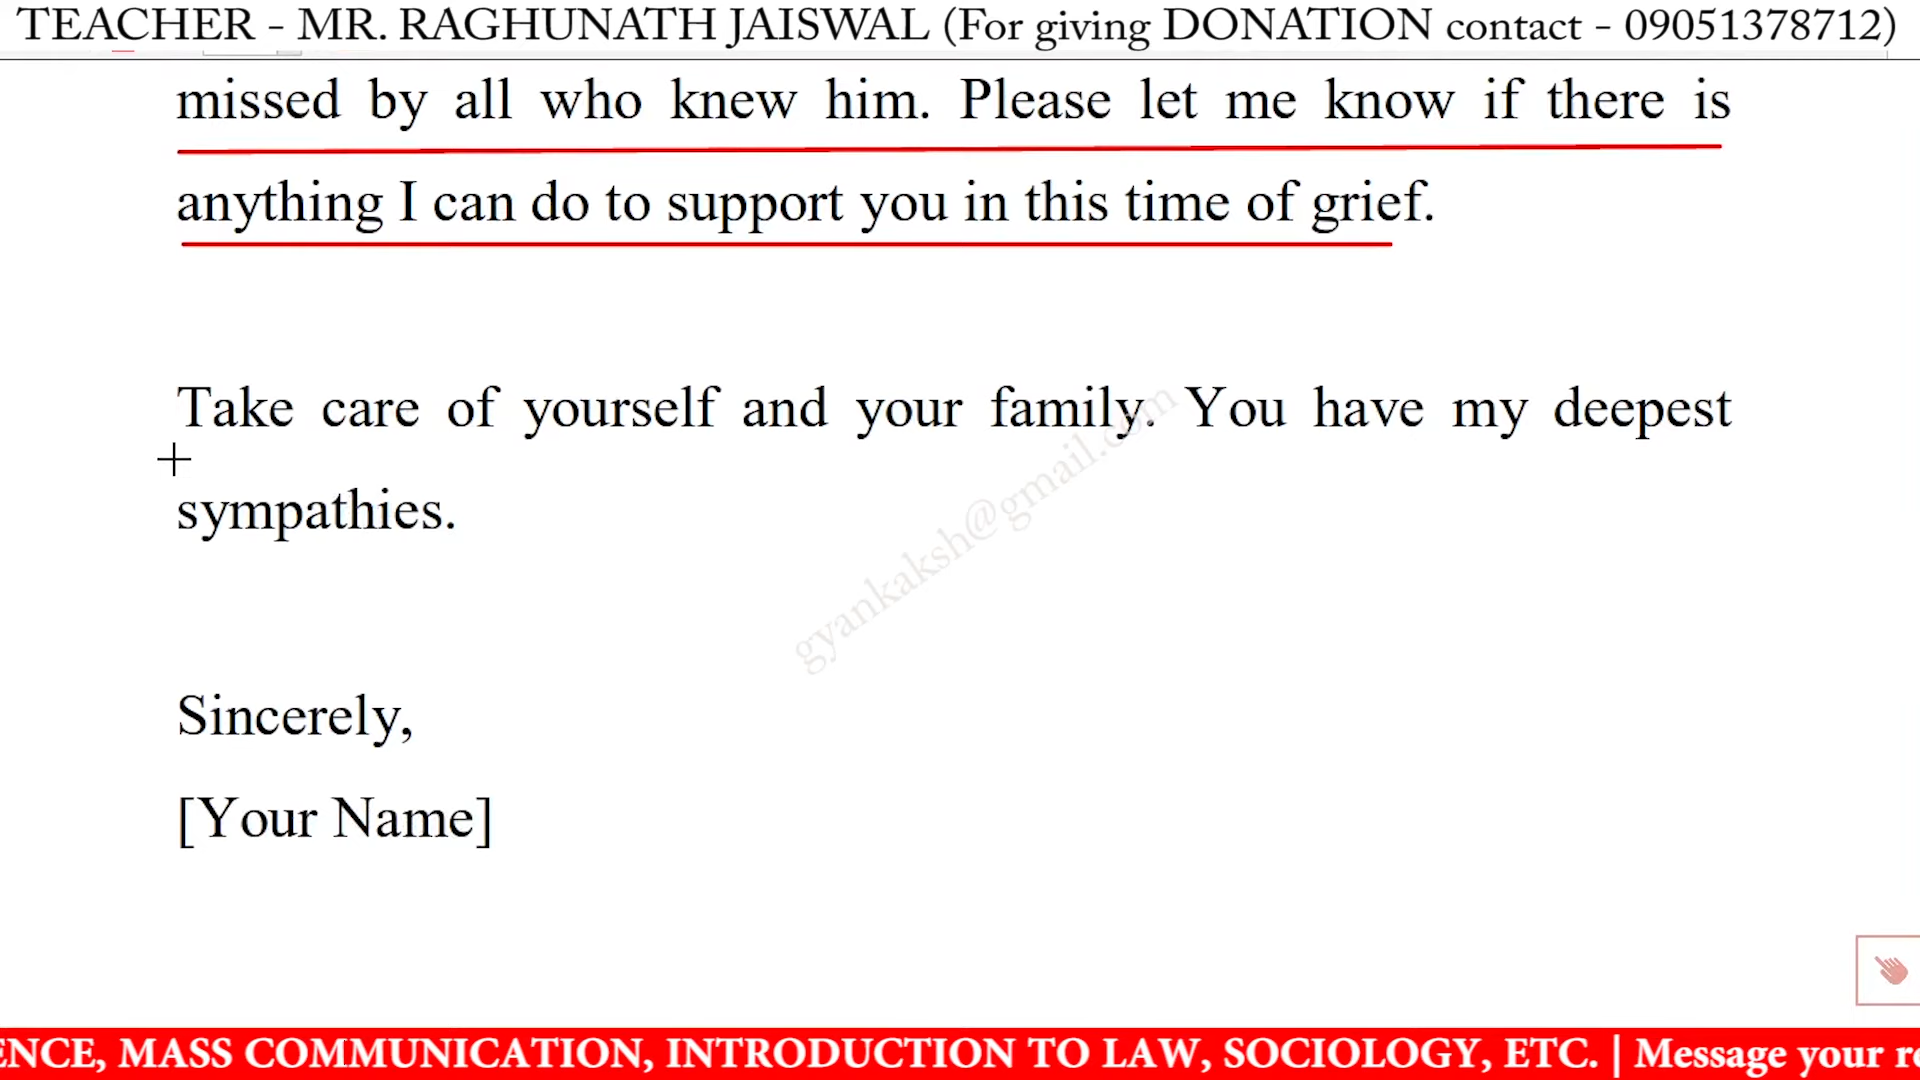 TEACHER - MR. RAGHUNATH JAISWAL (For giving DONATION contact - 09051378712)
missed by all who knew him. Please let me know if there is
anything I can do to support you in this time of grief.
Take care of yourself and your family. You have my deepest
sympathies.
gyankaksh@gmail.com
Sincerely,
[Your Name]
ENCE, MASS COMMUNICATION, INTRODUCTION TO LAW, SOCIOLOGY, ETC. | Message your re